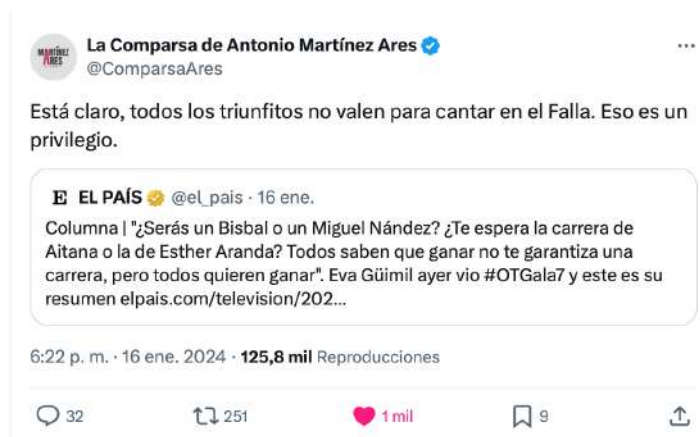 MARTÍNEZ
ARES
La Comparsa de Antonio Martínez Ares
@ComparsaAres
Está claro, todos los triunfitos no valen para cantar en el Falla. Eso es un
privilegio.
E EL PAÍS @el_pais · 16 ene.
Columna | "¿Serás un Bisbal o un Miguel Nández? ¿Te espera la carrera de
Aitana o la de Esther Aranda? Todos saben que ganar no te garantiza una
carrera, pero todos quieren ganar". Eva Güimil ayer vio #OTGala7 y este es su
resumen elpais.com/television/202...
6:22 p. m. · 16 ene. 2024 · 125,8 mil Reproducciones
32 251 1 mil 9